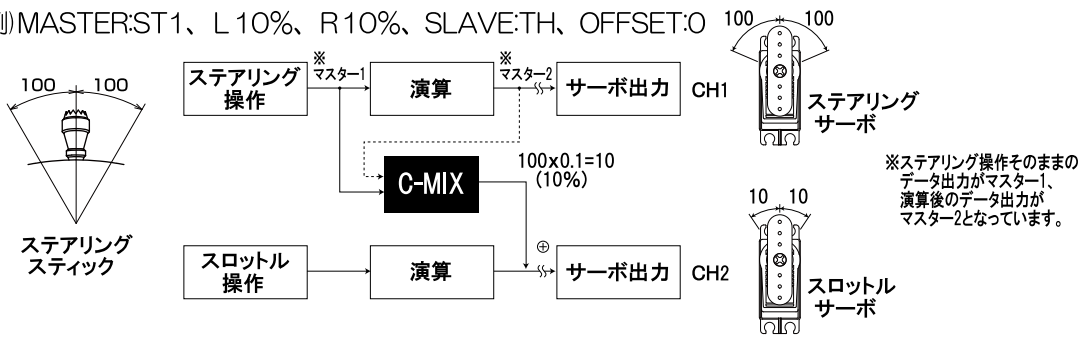 例)MASTER:ST1、L10%、R10%、SLAVE:TH、OFFSET:0
100 100
ステアリング
スティック
ステアリング
操作
※
マスター1
演算
※
マスター2
サーボ出力
CH1
100 100
ステアリング
サーボ
C-MIX
100x0.1=10
(10%)
※ステアリング操作そのままの
データ出力がマスター1、
演算後のデータ出力が
マスター2となっています。
スロットル
操作
演算
⊕
サーボ出力
CH2
10 10
スロットル
サーボ